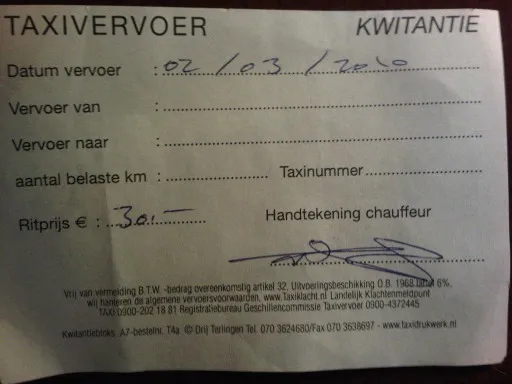 TAXIVERVOER KWITANTIE
Datum vervoer : 02 / 03 / 2010
Vervoer van :
Vervoer naar :
aantal belaste km : Taxinummer
Ritprijs € : 30,-
Handtekening chauffeur
Vrij van vermelding B.T.W. -bedrag overeenkomstig artikel 32, Uitvoeringsbeschikking O.B. 1968 6%,
wij hanteren de algemene vervoersvoorwaarden, www.Taxiklacht.nl Landelijk Klachtenmeldpunt
TAXI 0900-202 18 81 Registratiebureau Geschillencommissie Taxivervoer 0900-4372445
Kwitantiebloks A7-bestelnr. T4a © Drij Terlingen Tel. 070 3624680/Fax 070 3638697 - www.taxidrukwerk.nl